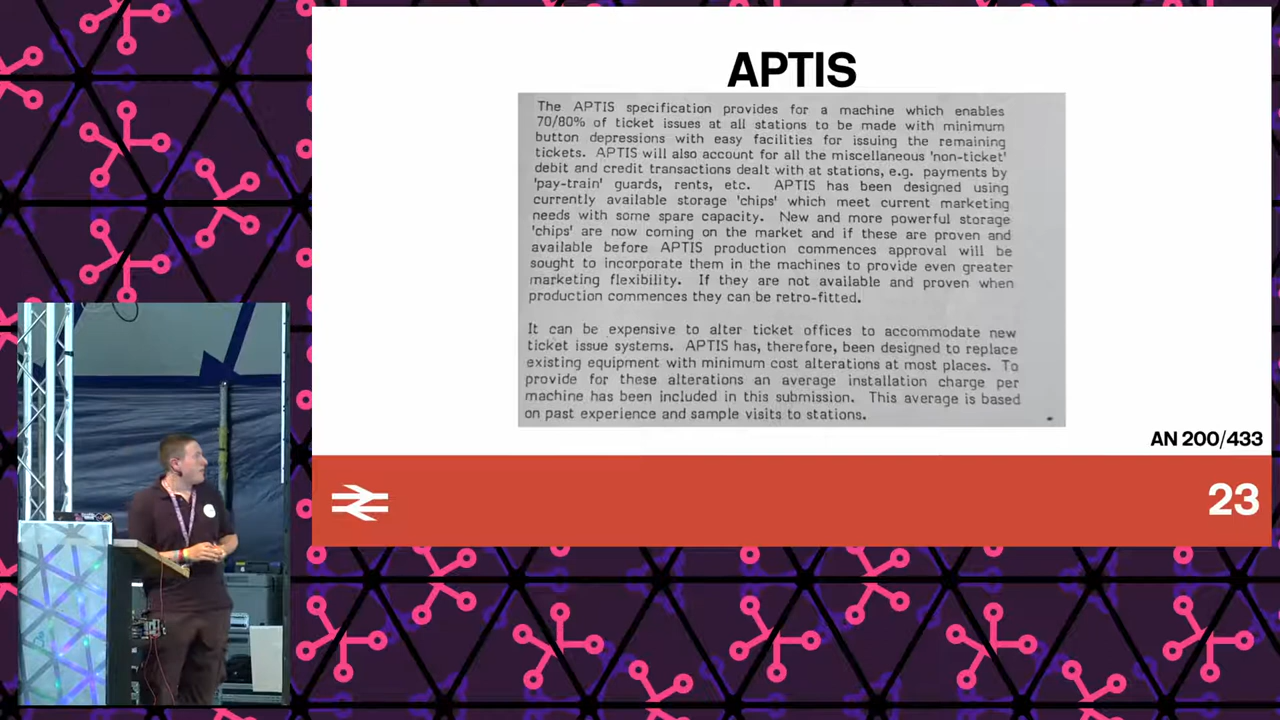 APTIS
The APTIS specification provides for a machine which enables
70/80% of ticket issues at all stations to be made with minimum
button depressions with easy facilities for issuing the remaining
tickets. APTIS will also account for all the miscellaneous 'non-ticket'
debit and credit transactions dealt with at stations, e.g. payments by
'pay-train' guards, rents, etc. APTIS has been designed using
currently available storage 'chips' which meet current marketing
needs with some spare capacity. New and more powerful storage
'chips' are now coming on the market and if these are proven and
available before APTIS production commences approval will be
sought to incorporate them in the machines to provide even greater
marketing flexibility. If they are not available and proven when
production commences they can be retro-fitted.
It can be expensive to alter ticket offices to accommodate new
ticket issue systems. APTIS has, therefore, been designed to replace
existing equipment with minimum cost alterations at most places. To
provide for these alterations an average installation charge per
machine has been included in this submission. This average is based
on past experience and sample visits to stations.
AN 200/433
23